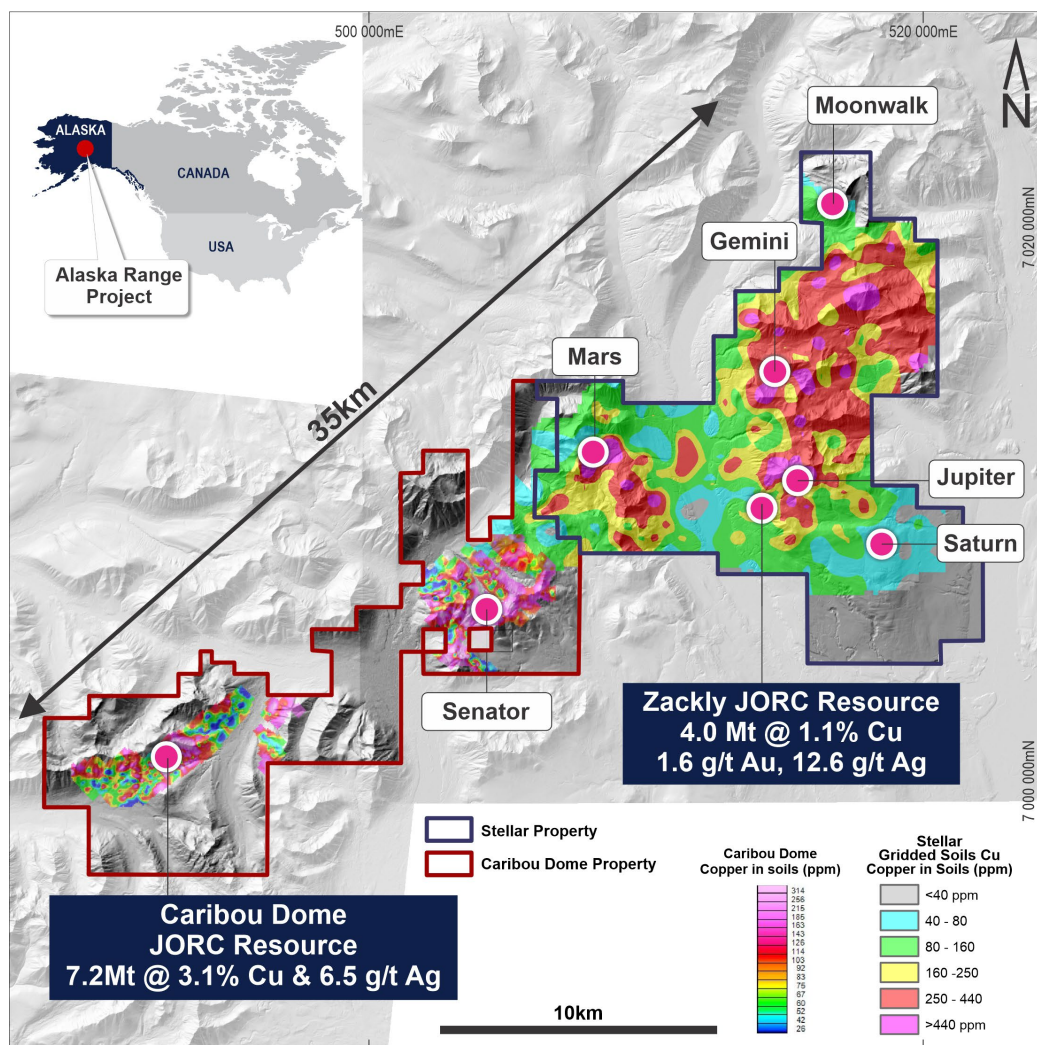 500 000mE
520 000mE
N
ALASKA
CANADA
USA
Alaska Range
Project
Moonwalk
7 020 000mN
Gemini
Mars
35km
Jupiter
Saturn
Senator
Zackly JORC Resource
4.0 Mt @ 1.1% Cu
1.6 g/t Au, 12.6 g/t Ag
7 000 000mN
Stellar Property
Caribou Dome Property
Caribou Dome
JORC Resource
7.2Mt @ 3.1% Cu & 6.5 g/t Ag
10km
Caribou Dome
Copper in soils (ppm)
314
256
215
185
163
143
126
114
103
92
83
75
67
60
52
42
26
Stellar
Gridded Soils Cu
Copper in Soils (ppm)
<40 ppm
40 - 80
80 - 160
160 -250
250 - 440
>440 ppm